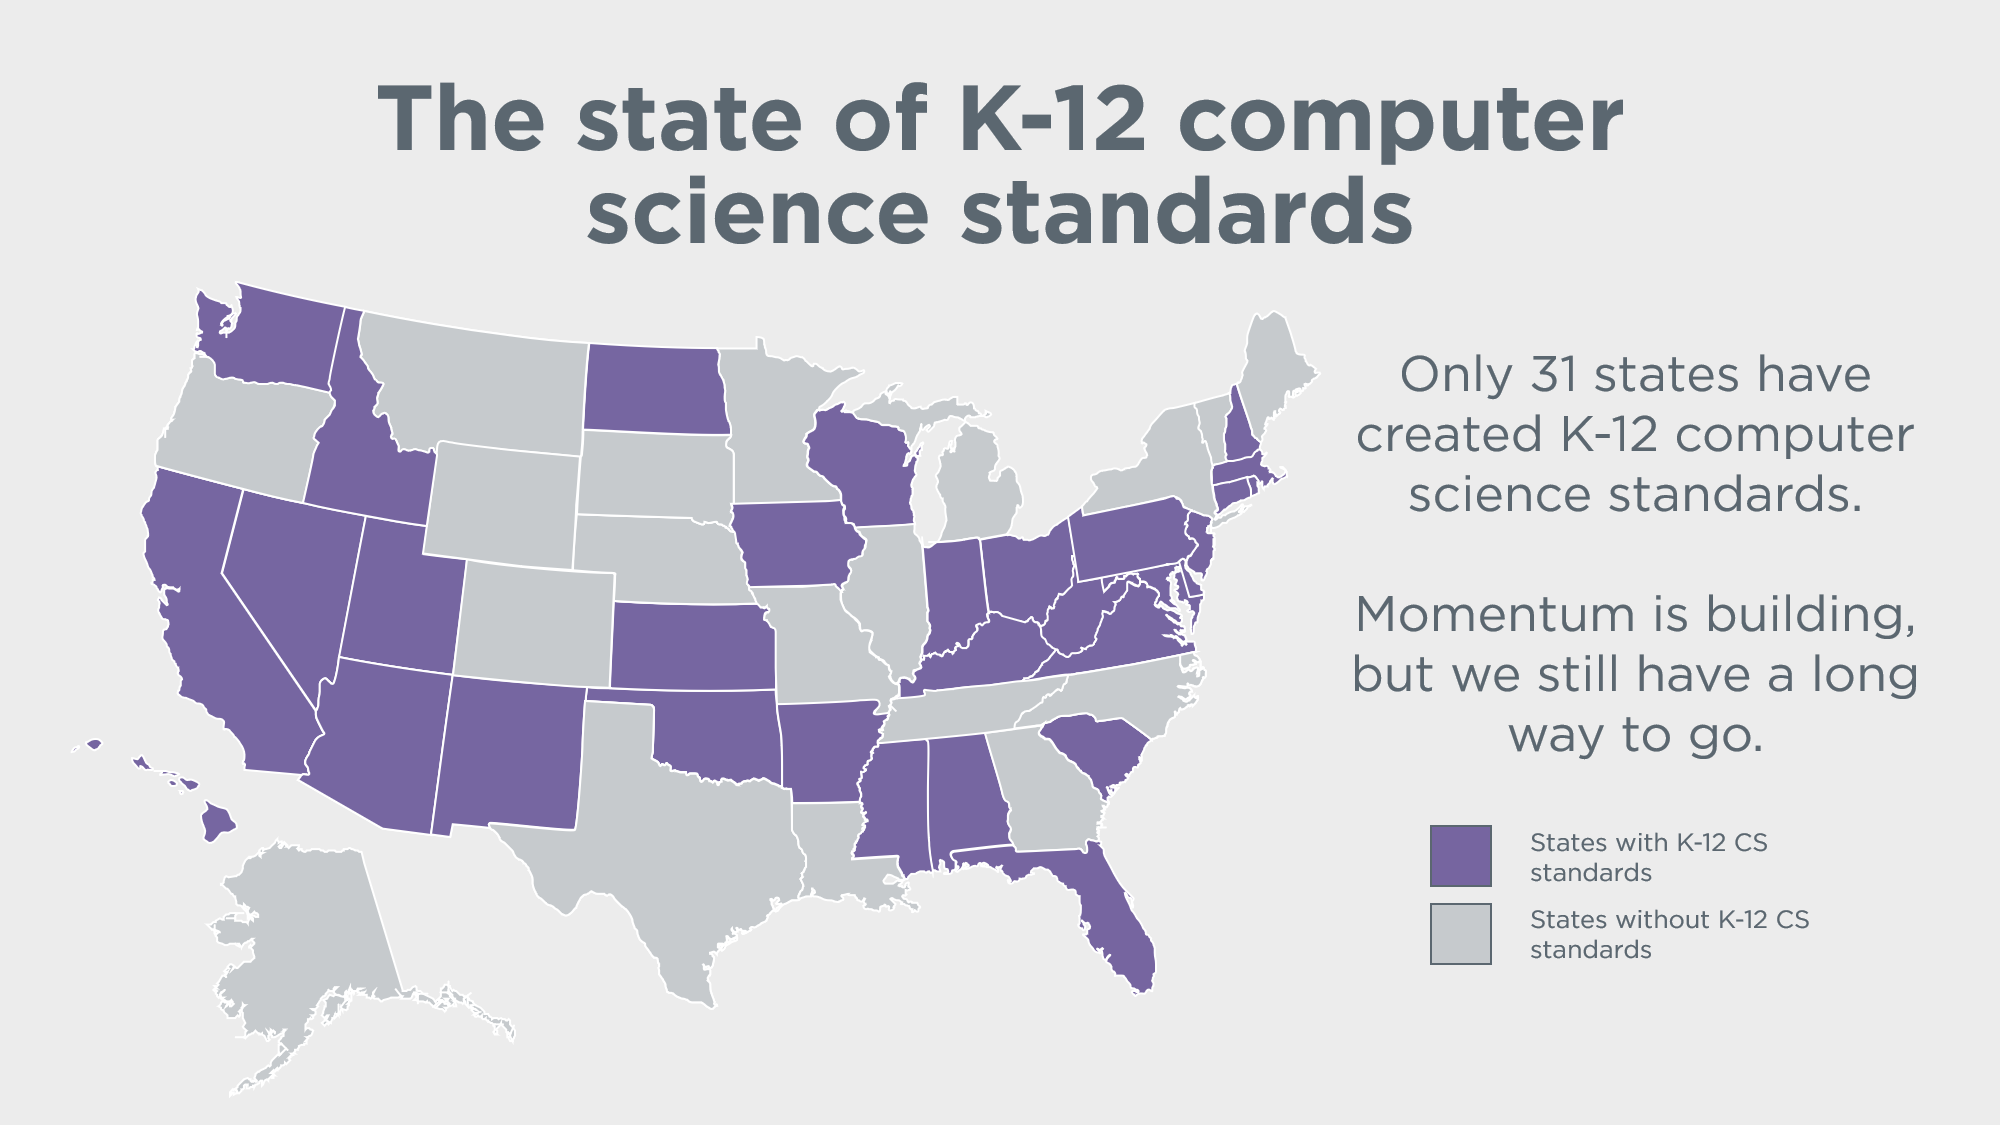 The state of K-12 computer
science standards
Only 31 states have
created K-12 computer
science standards.
Momentum is building,
but we still have a long
way to go.
States with K-12 CS
standards
States without K-12 CS
standards